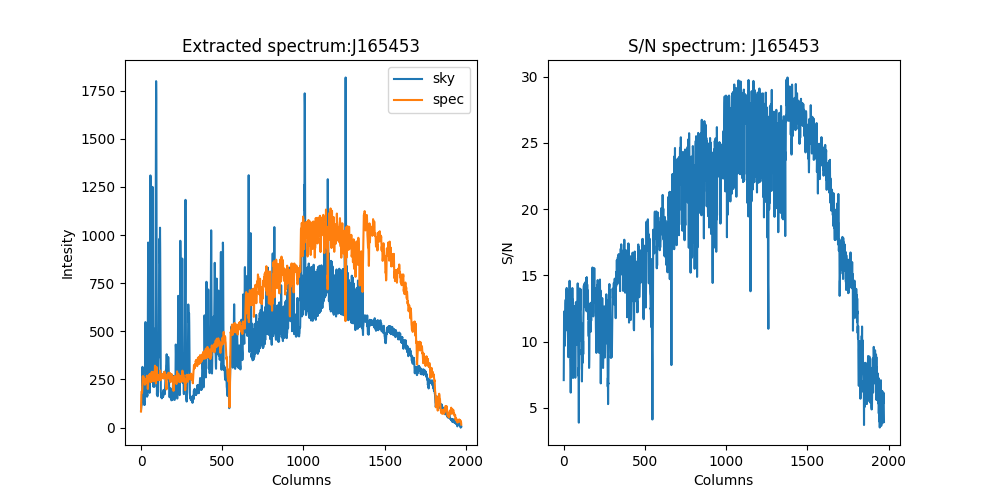 Extracted spectrum:J165453
S/N spectrum: J165453
sky
spec
1750
1500
1250
1000
750
500
250
0
Intesity
0 500 1000 1500 2000
Columns
30
25
20
15
10
5
S/N
0 500 1000 1500 2000
Columns